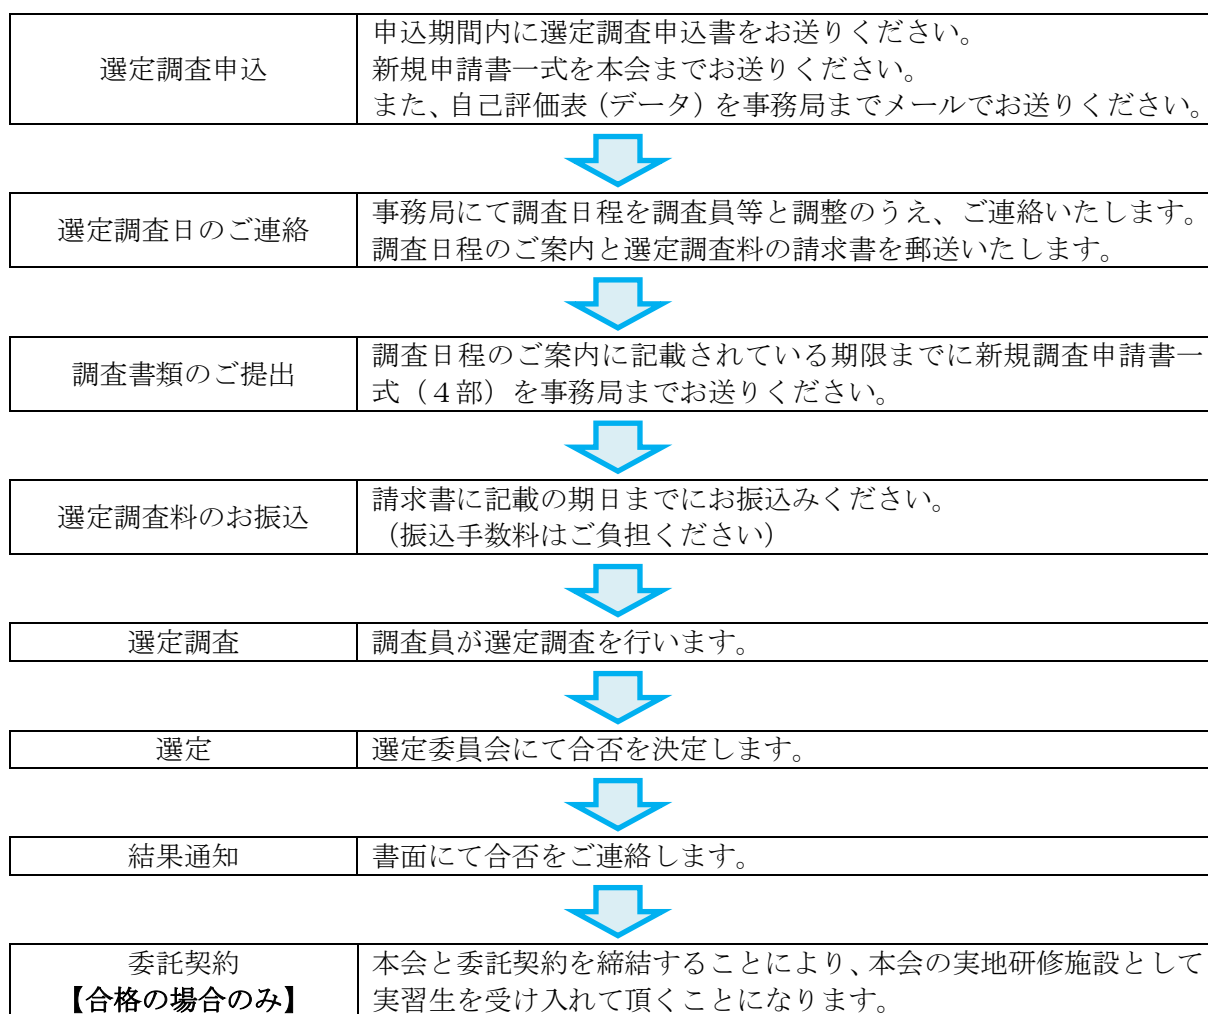 選定調査申込
申込期間内に選定調査申込書をお送りください。
新規申請書一式を本会までお送りください。
また、自己評価表（データ）を事務局までメールでお送りください。
選定調査日のご連絡
事務局にて調査日程を調査員等と調整のうえ、ご連絡いたします。
調査日程のご案内と選定調査料の請求書を郵送いたします。
調査書類のご提出
調査日程のご案内に記載されている期限までに新規調査申請書一
式（４部）を事務局までお送りください。
選定調査料のお振込
請求書に記載の期日までにお振込みください。
（振込手数料はご負担ください）
選定調査
調査員が選定調査を行います。
選定
選定委員会にて合否を決定します。
結果通知
書面にて合否をご連絡します。
委託契約
【合格の場合のみ】
本会と委託契約を締結することにより、本会の実地研修施設として
実習生を受け入れて頂くことになります。